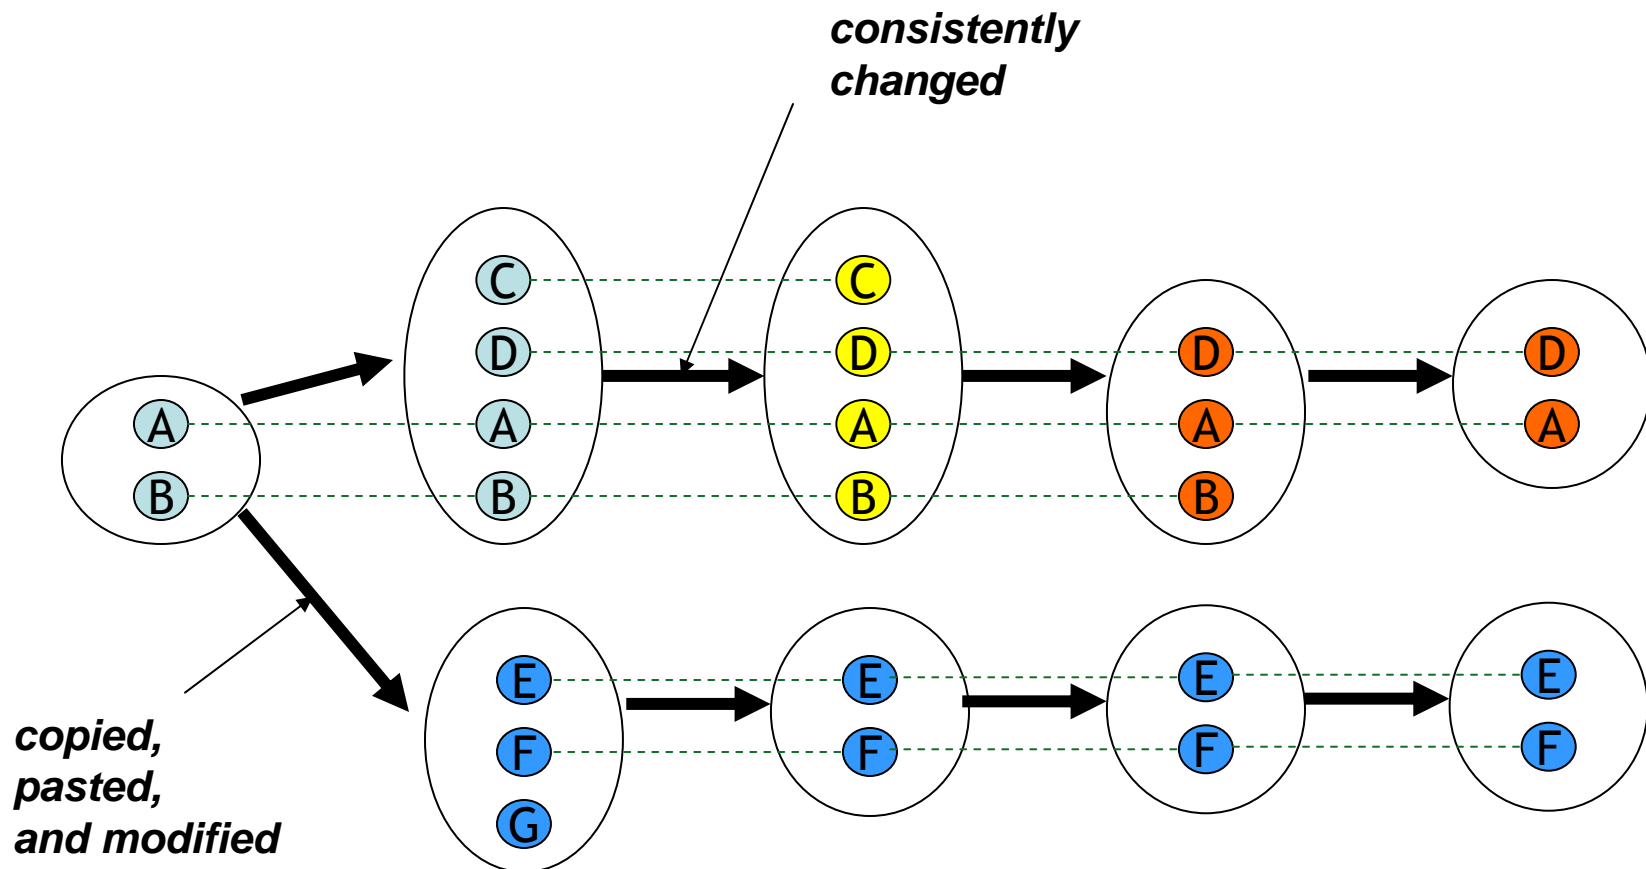 consistently
changed
C C
D D D D
A A A A A
B B B B
E E E E
F F F F
G
copied,
pasted,
and modified